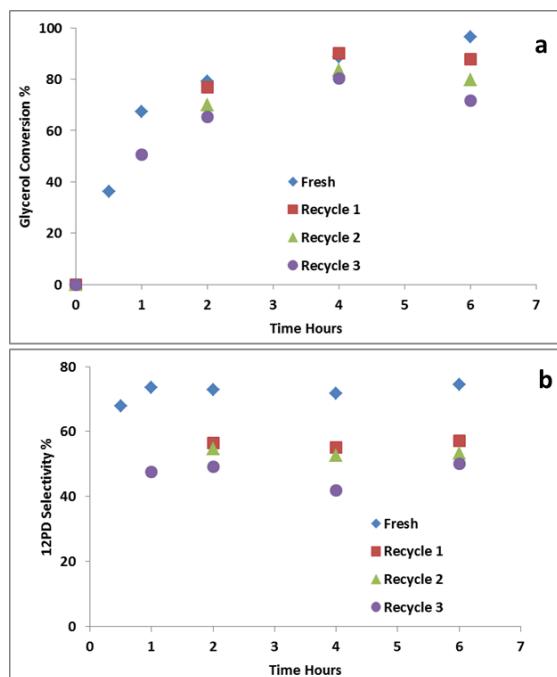 a
Glycerol Conversion %
100
80
60
40
20
0
Fresh
Recycle 1
Recycle 2
Recycle 3
0 1 2 3 4 5 6 7
Time Hours
b
12PD Selectivity %
80
60
40
20
0
Fresh
Recycle 1
Recycle 2
Recycle 3
0 1 2 3 4 5 6 7
Time Hours